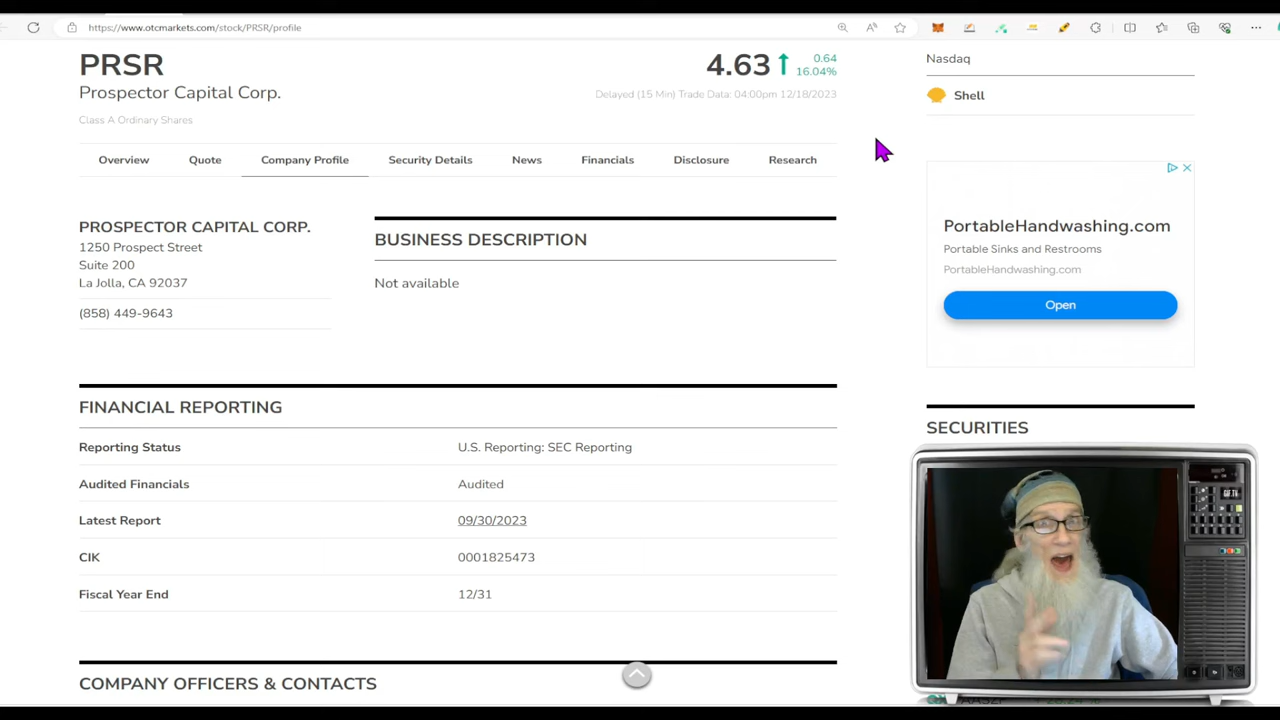 https://www.otcmarkets.com/stock/PRSR/profile
PRSR
4.63
0.64
16.04%
Prospector Capital Corp.
Delayed (15 Min) Trade Data: 04:00pm 12/18/2023
Class A Ordinary Shares
Overview Quote Company Profile Security Details News Financials Disclosure Research
PROSPECTOR CAPITAL CORP.
1250 Prospect Street
Suite 200
La Jolla, CA 92037
(858) 449-9643
BUSINESS DESCRIPTION
Not available
FINANCIAL REPORTING
Reporting Status U.S. Reporting: SEC Reporting
Audited Financials Audited
Latest Report 09/30/2023
CIK 0001825473
Fiscal Year End 12/31
COMPANY OFFICERS & CONTACTS
Nasdaq
Shell
PortableHandwashing.com
Portable Sinks and Restrooms
PortableHandwashing.com
Open
SECURITIES